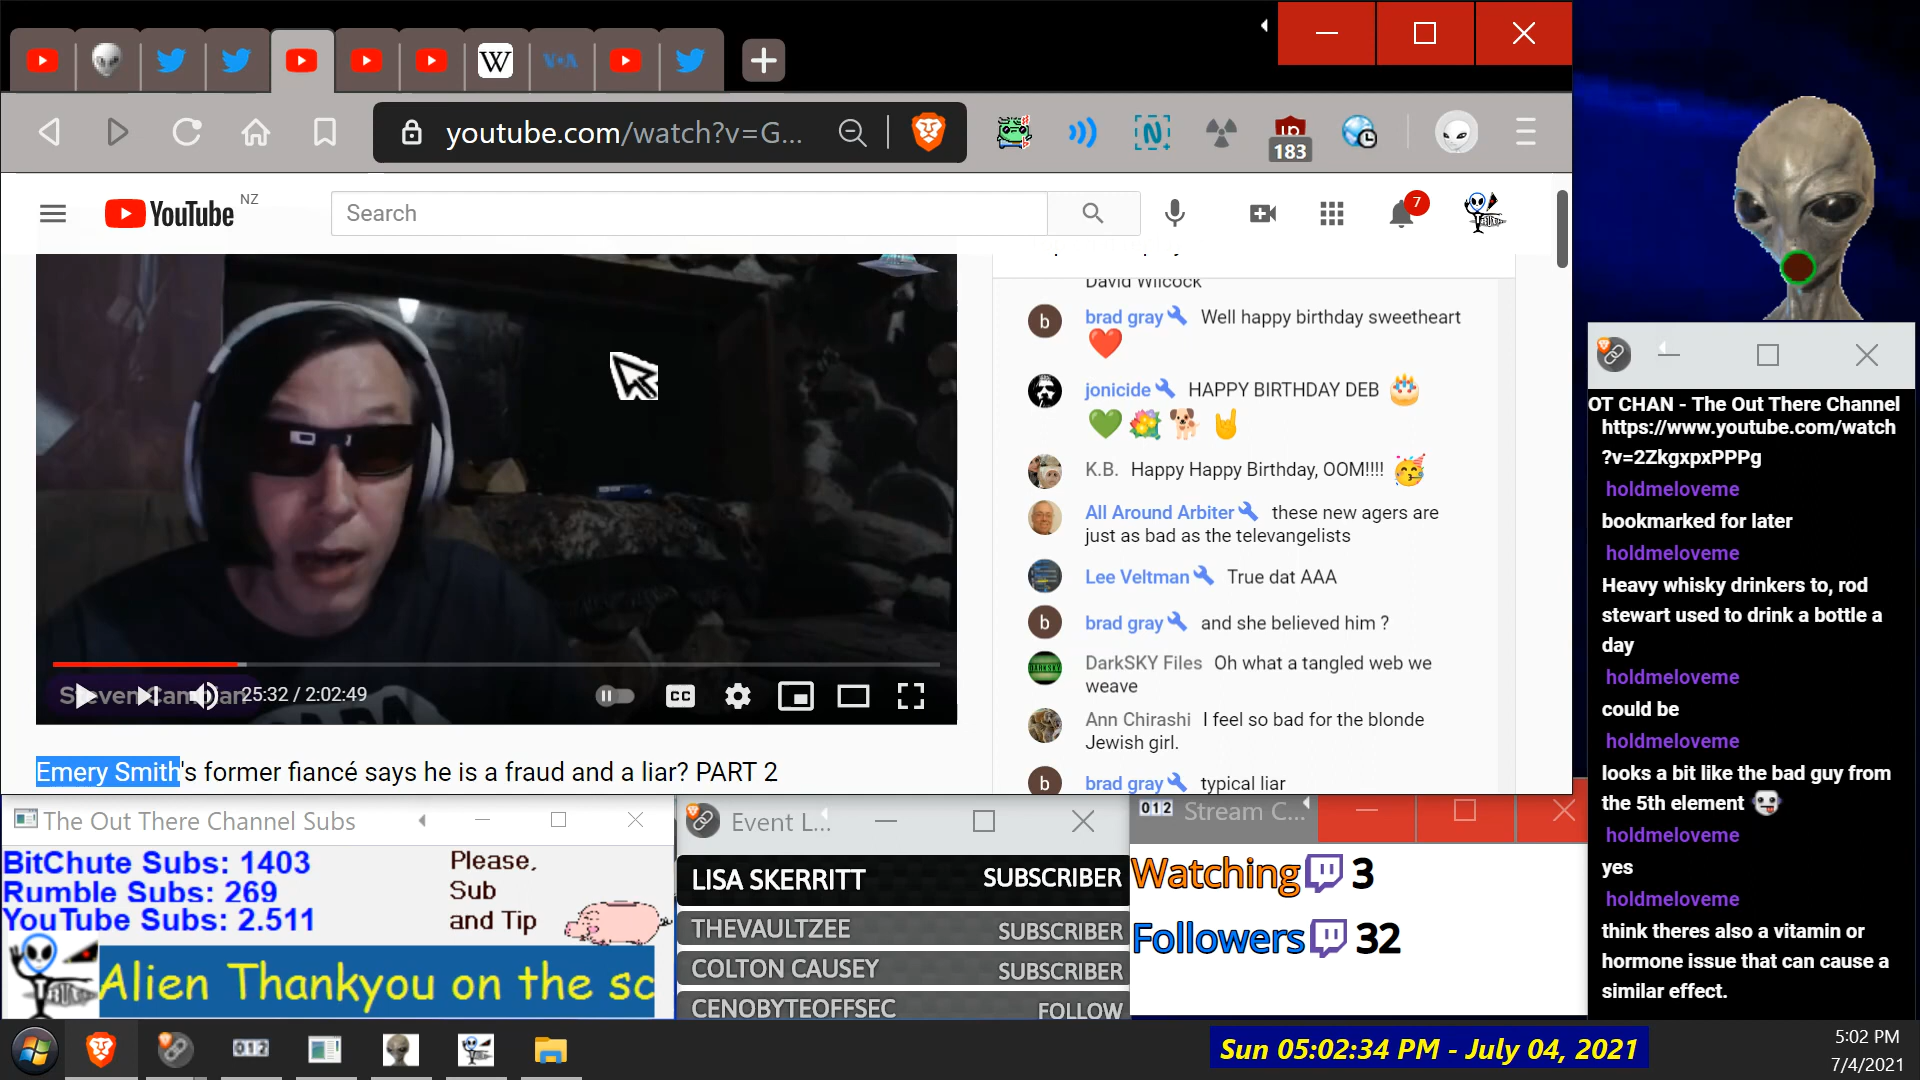 youtube.com/watch?v=G...
183
YouTube NZ
Search
7
David Wilcock
brad gray Well happy birthday sweetheart
jonicide HAPPY BIRTHDAY DEB
K.B. Happy Happy Birthday, OOM!!!!
All Around Arbiter these new agers are
just as bad as the televangelists
Lee Veltman True dat AAA
brad gray and she believed him ?
DarkSKY Files Oh what a tangled web we
weave
Ann Chirashi I feel so bad for the blonde
Jewish girl.
brad gray typical liar
Steven Cambian
25:32 / 2:02:49
CC
Emery Smith's former fiancé says he is a fraud and a liar? PART 2
OT CHAN - The Out There Channel
https://www.youtube.com/watch
?v=2ZkgxpxPPPg
holdmeloveme
bookmarked for later
holdmeloveme
Heavy whisky drinkers to, rod
stewart used to drink a bottle a
day
holdmeloveme
could be
holdmeloveme
looks a bit like the bad guy from
the 5th element
holdmeloveme
yes
holdmeloveme
think theres also a vitamin or
hormone issue that can cause a
similar effect.
The Out There Channel Subs
BitChute Subs: 1403
Rumble Subs: 269
YouTube Subs: 2.511
Please,
Sub
and Tip
Alien Thankyou on the sc
Event L...
LISA SKERRITT SUBSCRIBER
THEVAULTZEE SUBSCRIBER
COLTON CAUSEY SUBSCRIBER
CENOBYTEOFFSEC FOLLOW
012 Stream C...
Watching 3
Followers 32
012
Sun 05:02:34 PM - July 04, 2021
5:02 PM
7/4/2021